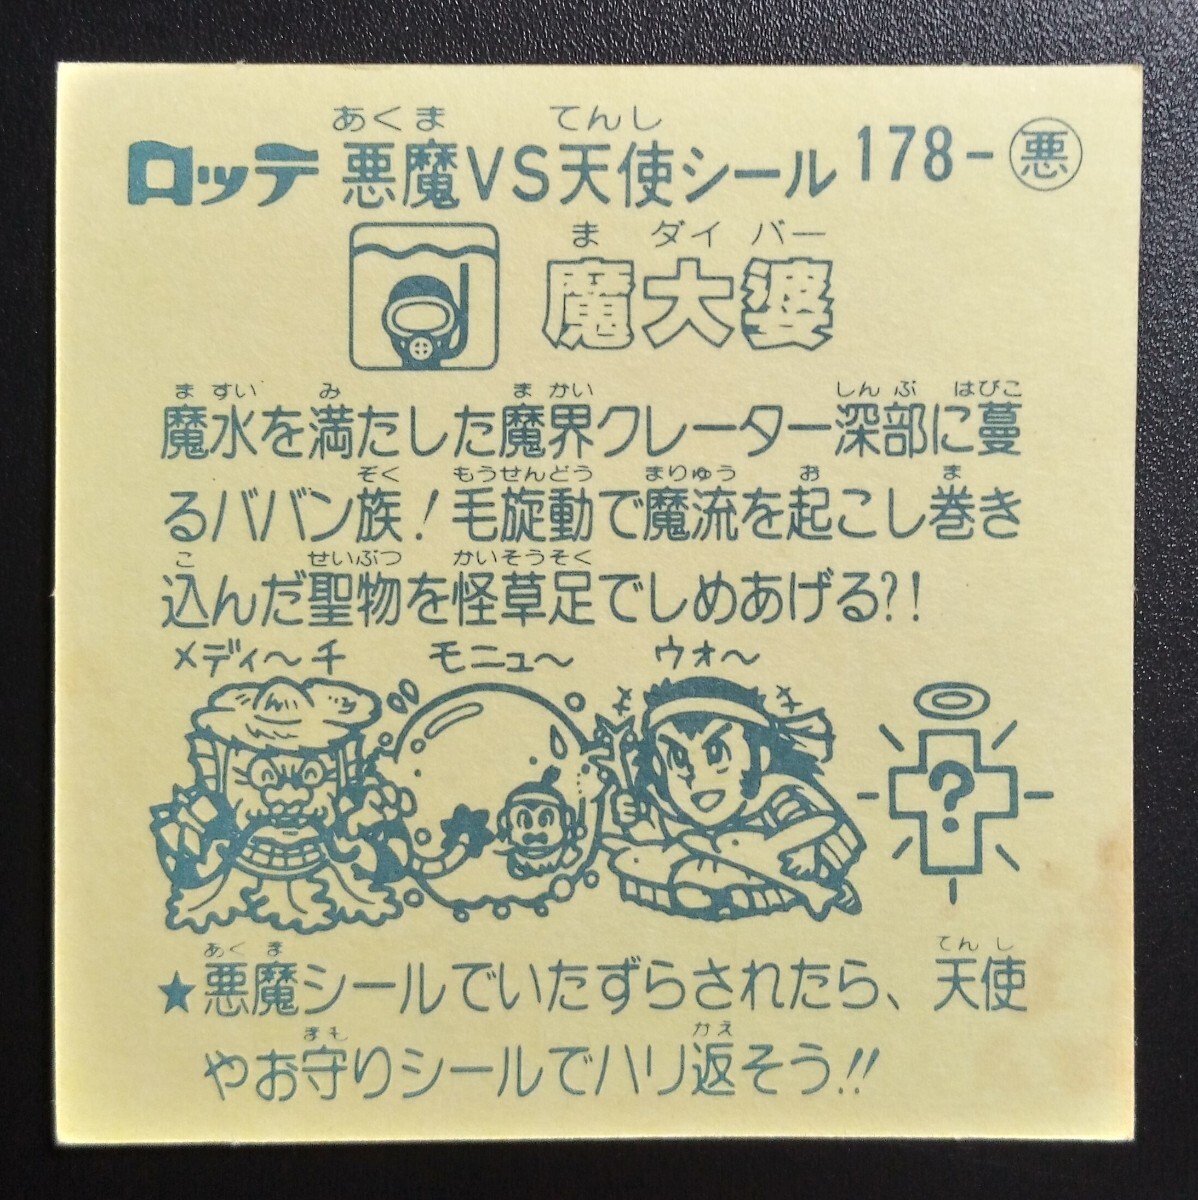 あくま てんし
ロッテ 悪魔VS天使シール 178-悪
ま ダイ バー
魔大婆
ま すい み ま かい しん ぶ はびこ
魔水を満たした魔界クレーター深部に蔓
ぞく もうせんどう まりゅう お ま
るババン族!毛旋動で魔流を起こし巻き
こ せいぶつ かいそうそく
込んだ聖物を怪草足でしめあげる?!
メディ〜チ モニュ〜 ウォ〜
?
あく ま てん し
★悪魔シールでいたずらされたら、天使
まも かえ
やお守りシールでハリ返そう!!